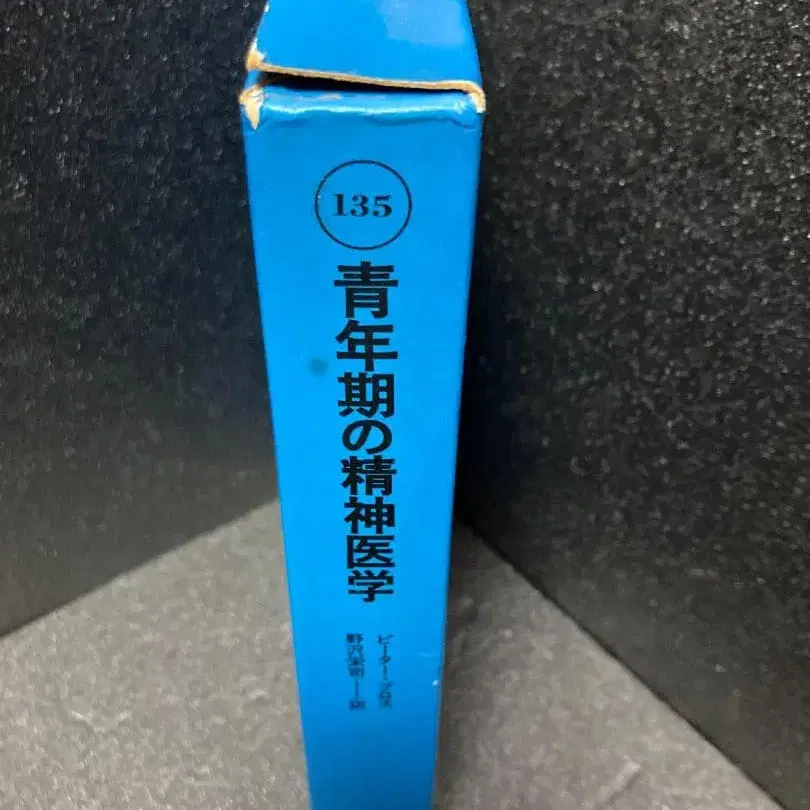 135
青年期の精神医学
ピーター・ブロス
野沢栄司―訳